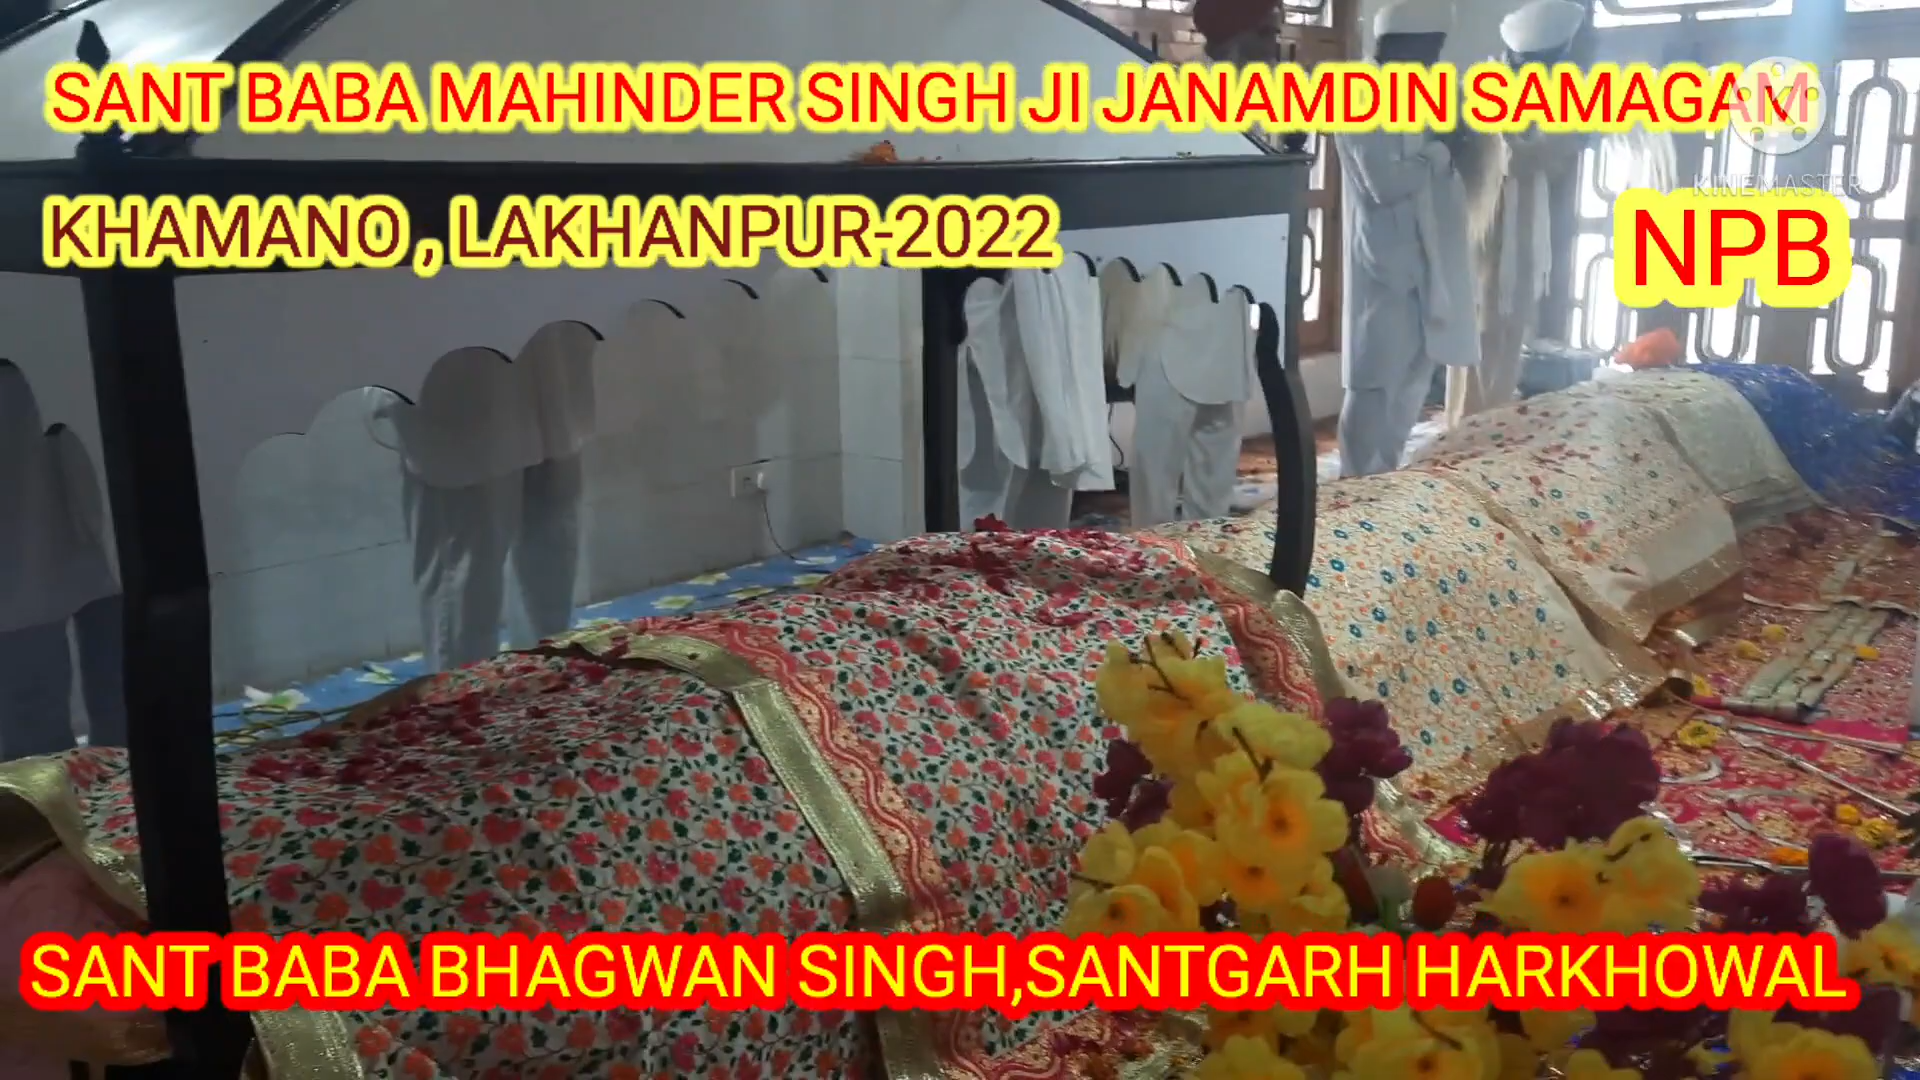 SANT BABA MAHINDER SINGH JI JANAMDIN SAMAGAM
K
KINEMASTER
KHAMANO , LAKHANPUR-2022
NPB
SANT BABA BHAGWAN SINGH,SANTGARH HARKHOWAL